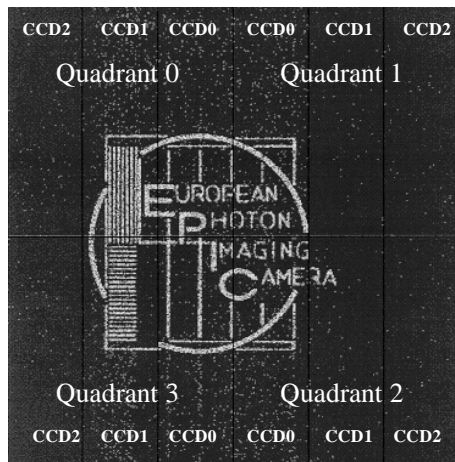 CCD2 CCD1 CCD0 CCD0 CCD1 CCD2
Quadrant 0 Quadrant 1
EUROPEAN
PHOTON
IMAGING
CAMERA
Quadrant 3 Quadrant 2
CCD2 CCD1 CCD0 CCD0 CCD1 CCD2